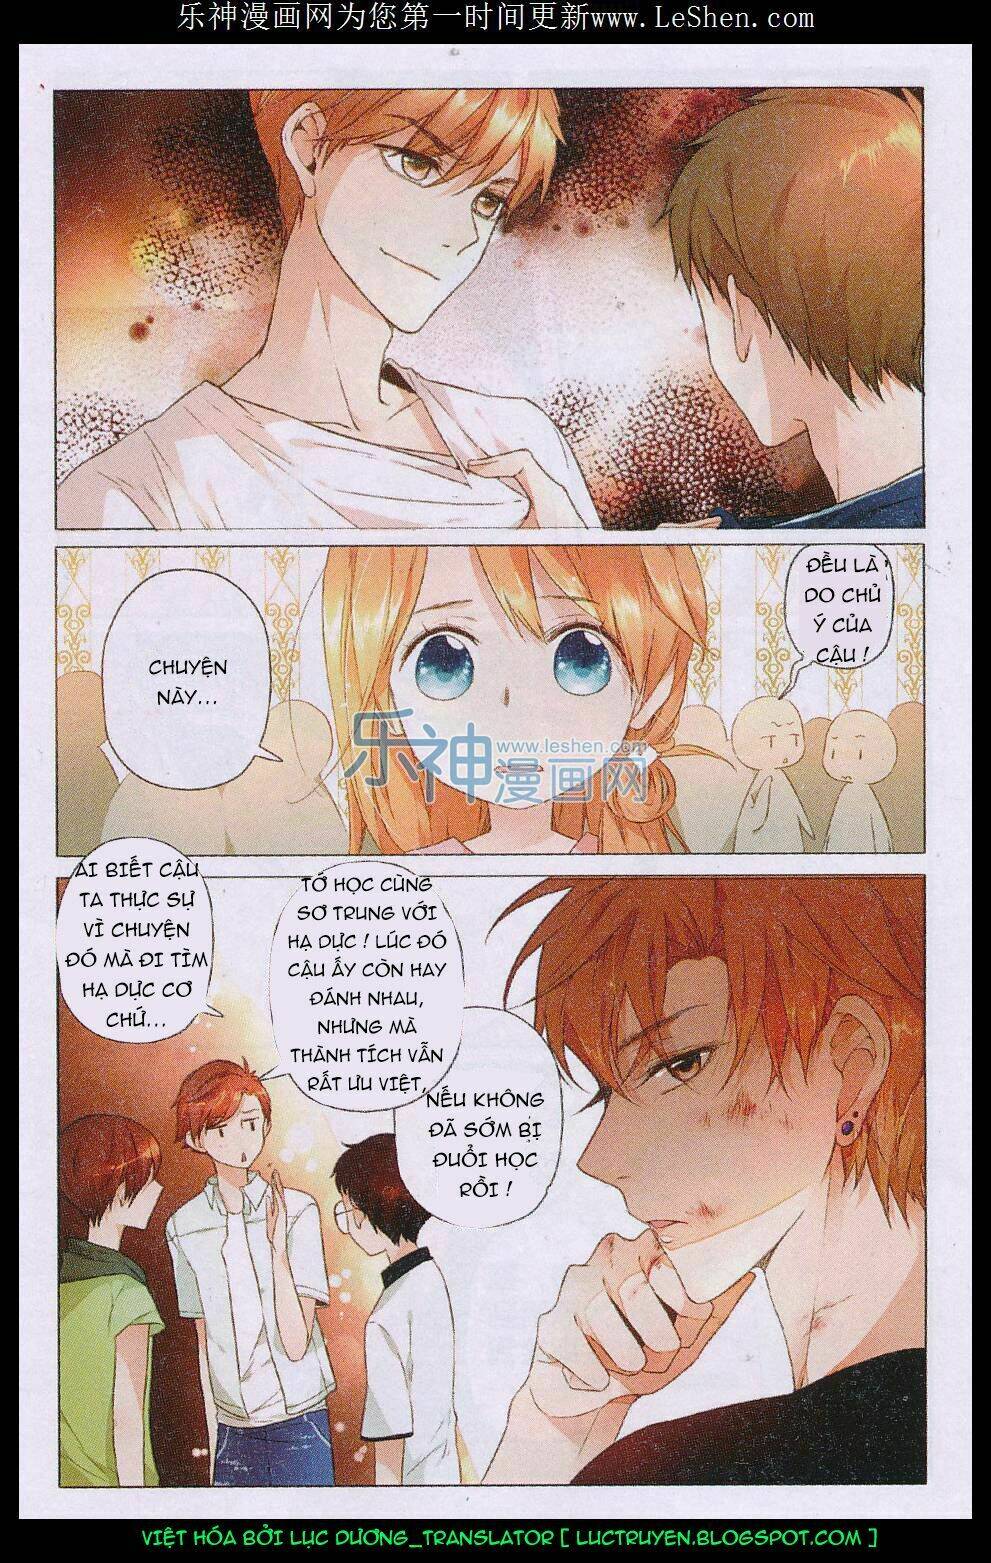 乐神漫画网为您第一时间更新www.LeShen.com
ĐỀU LÀ
DO CHỦ
Ý CỦA
CẬU !
CHUYỆN
NÀY...
乐神漫画网
www.leshen.com
AI BIẾT CẬU
TA THỰC SỰ
VÌ CHUYỆN
ĐÓ MÀ ĐI TÌM
HẠ DỰC CƠ
CHỨ...
TỚ HỌC CÙNG
SƠ TRUNG VỚI
HẠ DỰC ! LÚC ĐÓ
CẬU ẤY CÒN HAY
ĐÁNH NHAU,
NHƯNG MÀ
THÀNH TÍCH VẪN
RẤT ƯU VIỆT,
NẾU KHÔNG
ĐÃ SỚM BỊ
ĐUỔI HỌC
RỒI !
VIỆT HÓA BỞI LỤC DƯƠNG_TRANSLATOR [ LUCTRUYEN.BLOGSPOT.COM ]